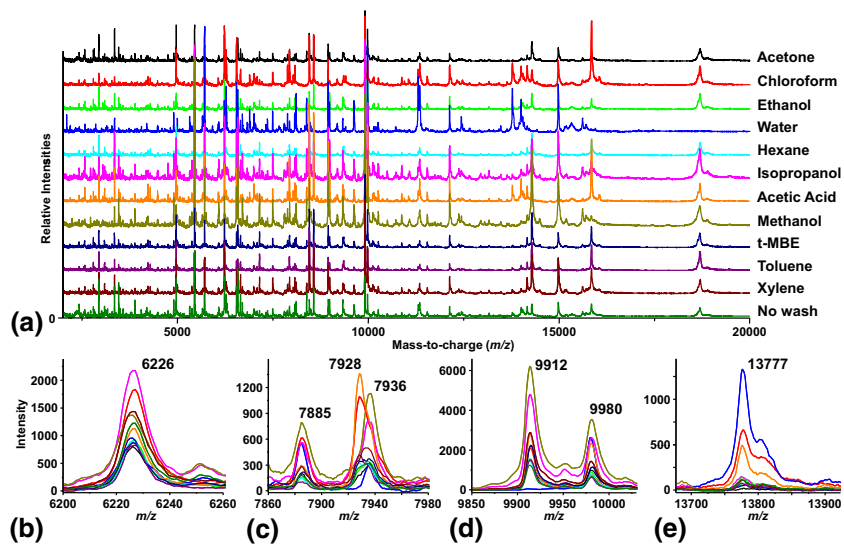 Relative Intensities
Acetone
Chloroform
Ethanol
Water
Hexane
Isopropanol
Acetic Acid
Methanol
t-MBE
Toluene
Xylene
No wash
0
(a)
5000 10000 15000 20000
Mass-to-charge (m/z)
Intensity
2000
1500
1000
500
0
6226
6200 6220 6240 6260
m/z
(b)
1200
900
600
300
0
7885
7928
7936
7860 7900 7940 7980
m/z
(c)
6000
4000
2000
0
9912
9980
9850 9900 9950 10000
m/z
(d)
1000
500
0
13777
13700 13800 13900
m/z
(e)